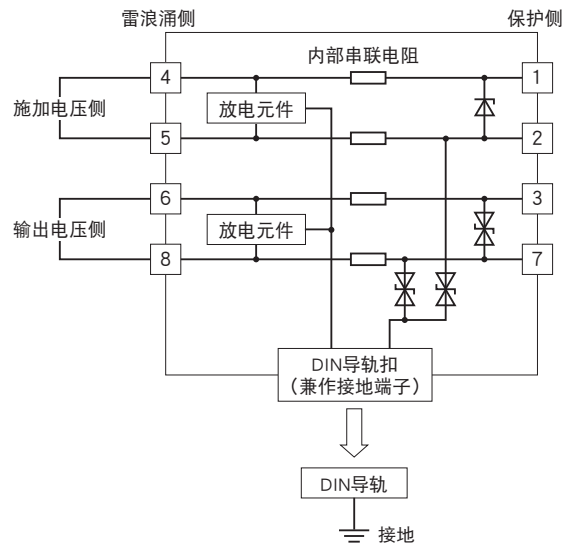 雷浪涌侧
保护侧
内部串联电阻
4
1
施加电压侧
放电元件
5
2
6
3
输出电压侧
放电元件
8
7
DIN导轨扣
（兼作接地端子）
DIN导轨
接地